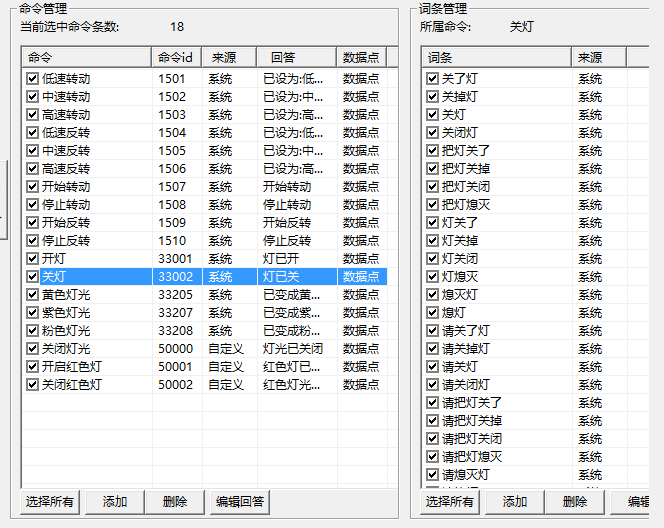 命令管理
当前选中命令条数: 18
命令 命令id 来源 回答 数据点
低速转动 1501 系统 已设为:低... 数据点
中速转动 1502 系统 已设为:中... 数据点
高速转动 1503 系统 已设为:高... 数据点
低速反转 1504 系统 已设为:低... 数据点
中速反转 1505 系统 已设为:中... 数据点
高速反转 1506 系统 已设为:高... 数据点
开始转动 1507 系统 开始转动 数据点
停止转动 1508 系统 停止转动 数据点
开始反转 1509 系统 开始反转 数据点
停止反转 1510 系统 停止反转 数据点
开灯 33001 系统 灯已开 数据点
关灯 33002 系统 灯已关 数据点
黄色灯光 33205 系统 已变成黄... 数据点
紫色灯光 33207 系统 已变成紫... 数据点
粉色灯光 33208 系统 已变成粉... 数据点
关闭灯光 50000 自定义 灯光已关闭 数据点
开启红色灯 50001 自定义 红色灯已... 数据点
关闭红色灯 50002 自定义 红色灯光... 数据点
选择所有 添加 删除 编辑回答
词条管理
所属命令: 关灯
词条 来源
关了灯 系统
关掉灯 系统
关灯 系统
关闭灯 系统
把灯关了 系统
把灯关掉 系统
把灯关闭 系统
把灯熄灭 系统
灯关了 系统
灯关掉 系统
灯关闭 系统
灯熄灭 系统
熄灭灯 系统
熄灯 系统
请关了灯 系统
请关掉灯 系统
请关灯 系统
请关闭灯 系统
请把灯关了 系统
请把灯关掉 系统
请把灯关闭 系统
请把灯熄灭 系统
请熄灭灯 系统
选择所有 添加 删除 编辑